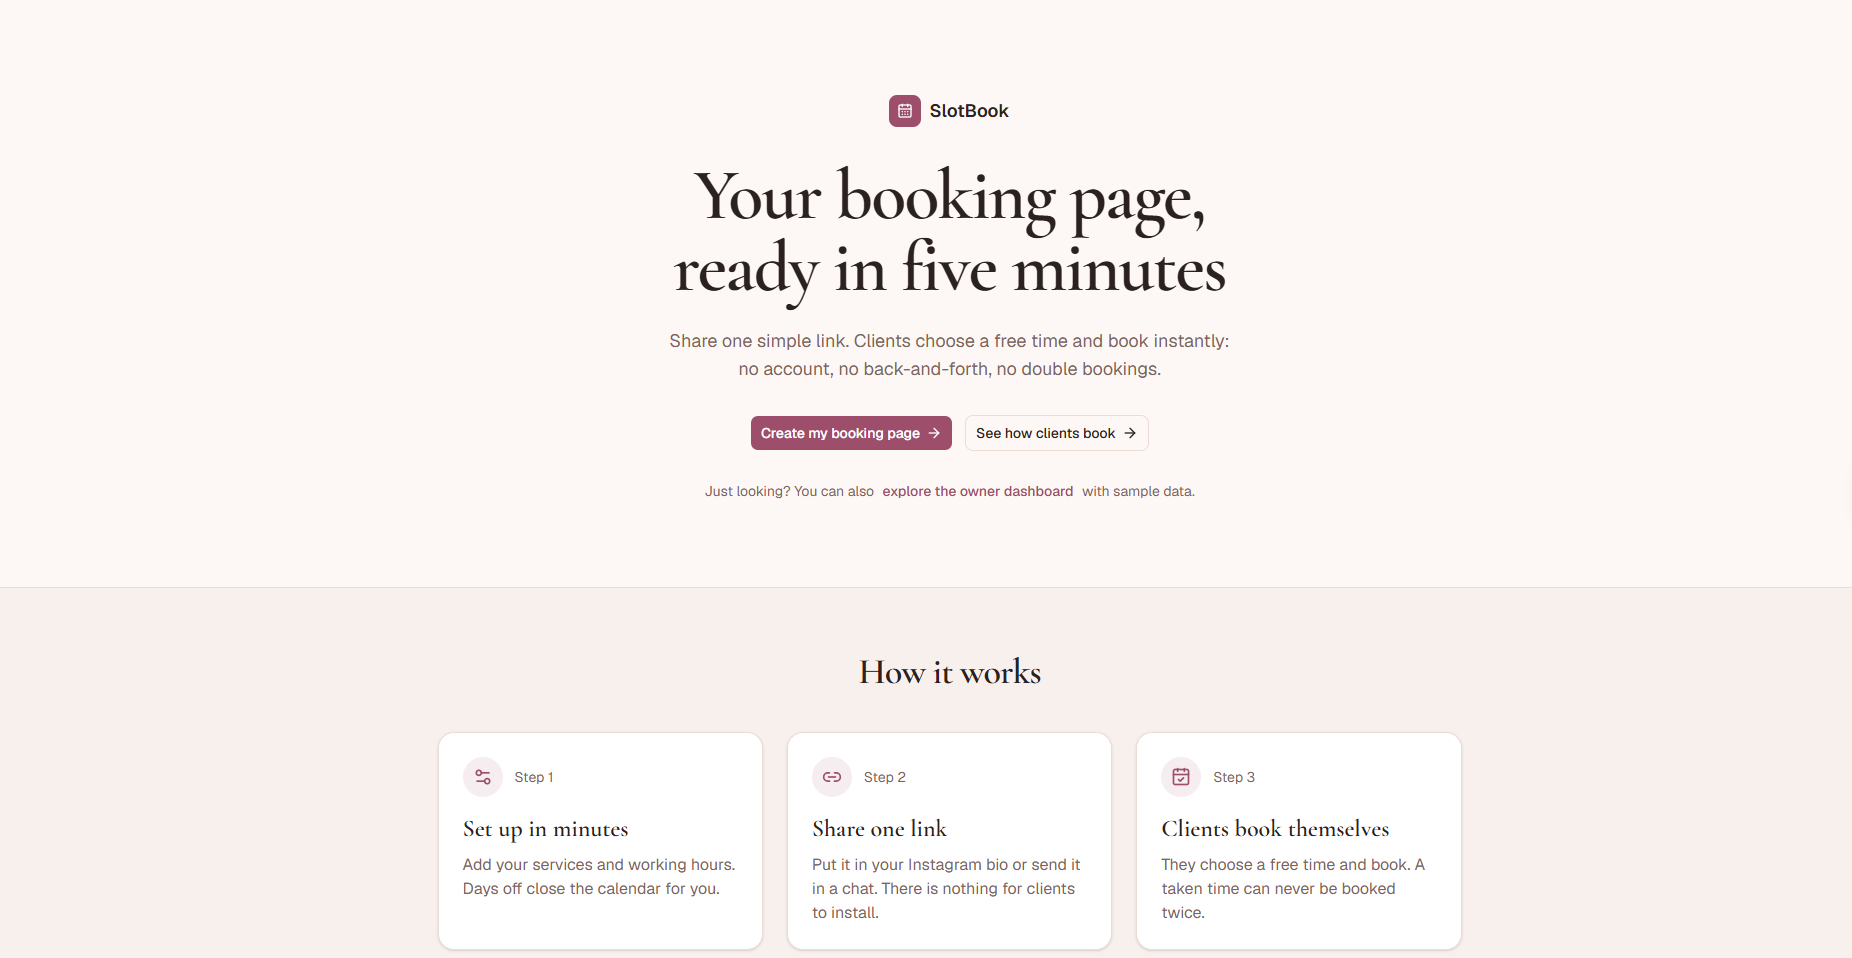 SlotBook
Your booking page,
ready in five minutes
Share one simple link. Clients choose a free time and book instantly:
no account, no back-and-forth, no double bookings.
Create my booking page →
See how clients book →
Just looking? You can also explore the owner dashboard with sample data.
How it works
Step 1
Set up in minutes
Add your services and working hours.
Days off close the calendar for you.
Step 2
Share one link
Put it in your Instagram bio or send it
in a chat. There is nothing for clients
to install.
Step 3
Clients book themselves
They choose a free time and book. A
taken time can never be booked
twice.